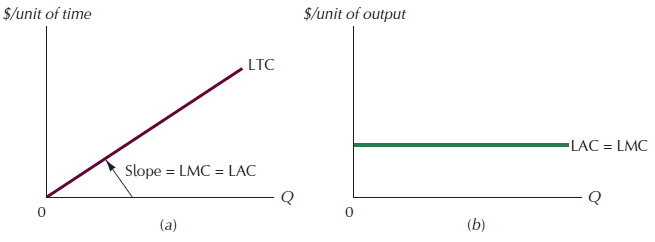 $/unit of time
LTC
Slope = LMC = LAC
Q
0
(a)
$/unit of output
LAC = LMC
Q
0
(b)